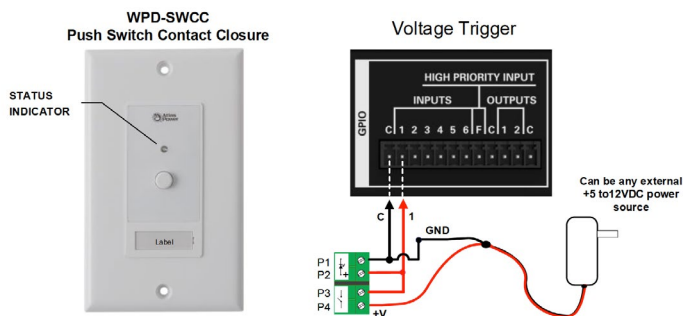 WPD-SWCC
Push Switch Contact Closure
STATUS
INDICATOR
Atlas
Label
Voltage Trigger
GPIO
HIGH PRIORITY INPUT
INPUTS
OUTPUTS
C 1 2 3 4 5 6 F C 1 2 C
Can be any external
+5 to12VDC power
source
C
1
GND
P1
P2
+
P3
P4
+V